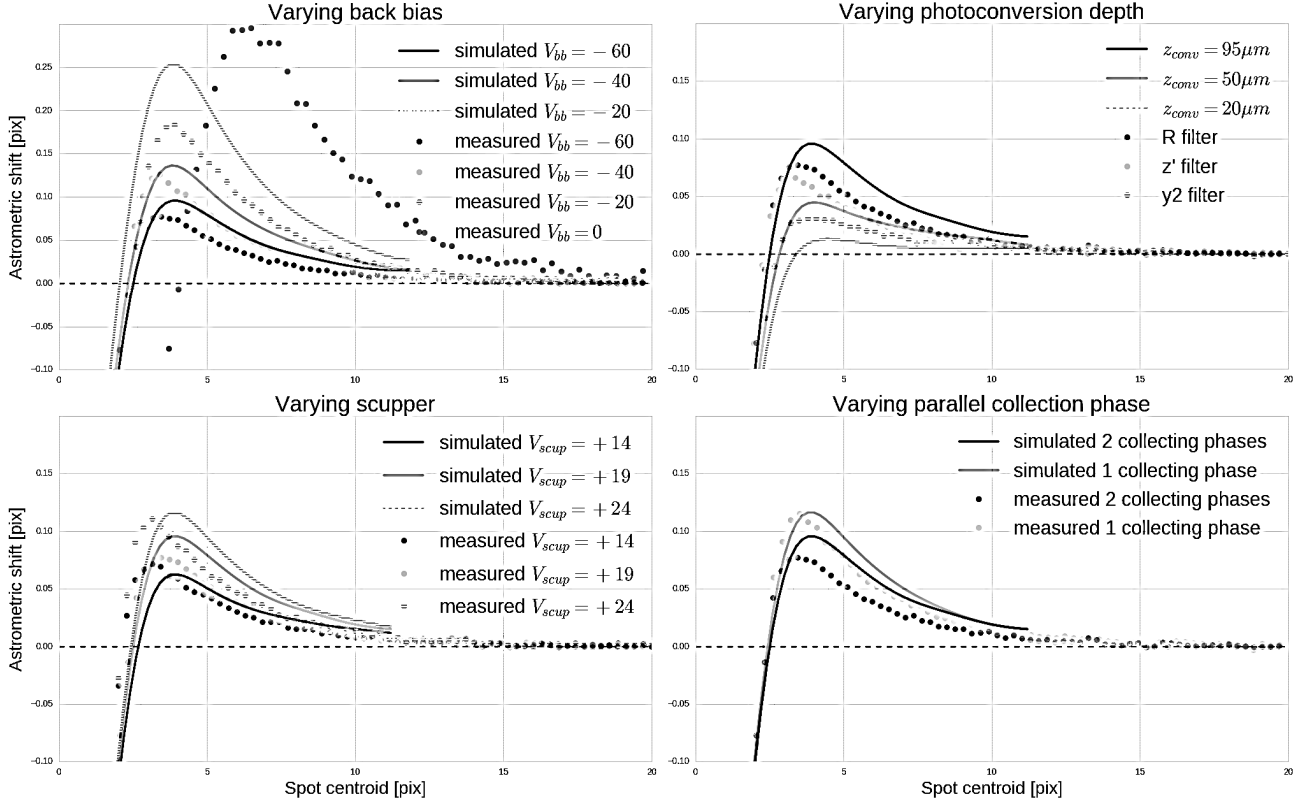 Varying back bias
Astrometric shift [pix]
0.25
0.20
0.15
0.10
0.05
0.00
−0.05
−0.10
0
5
10
15
20
simulated V_bb = − 60
simulated V_bb = − 40
simulated V_bb = − 20
measured V_bb = − 60
measured V_bb = − 40
measured V_bb = − 20
measured V_bb = 0
Varying photoconversion depth
0.15
0.10
0.05
0.00
−0.05
−0.10
0
5
10
15
20
z_conv = 95μm
z_conv = 50μm
z_conv = 20μm
R filter
z' filter
y2 filter
Varying scupper
Astrometric shift [pix]
0.15
0.10
0.05
0.00
−0.05
−0.10
0
5
10
15
20
Spot centroid [pix]
simulated V_scup = + 14
simulated V_scup = + 19
simulated V_scup = + 24
measured V_scup = + 14
measured V_scup = + 19
measured V_scup = + 24
Varying parallel collection phase
0.15
0.10
0.05
0.00
−0.05
−0.10
0
5
10
15
20
Spot centroid [pix]
simulated 2 collecting phases
simulated 1 collecting phase
measured 2 collecting phases
measured 1 collecting phase